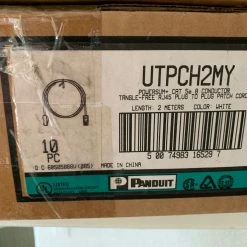 UTPCH2MY
POWERSUM+ CAT 5e,8 CONDUCTOR
TANGLE-FREE RJ45 PLUG TO PLUG PATCH CORD
LENGTH: 2 METERS COLOR: WHITE
5 00 74983 16529 7
10
PC
MADE IN CHINA
PANDUIT